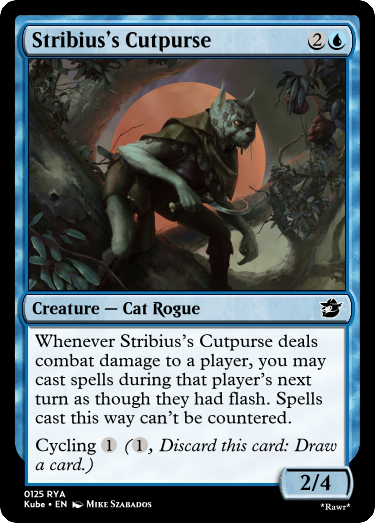 Stribius's Cutpurse 2
Creature — Cat Rogue
Whenever Stribius's Cutpurse deals
combat damage to a player, you may
cast spells during that player's next
turn as though they had flash. Spells
cast this way can't be countered.
Cycling 1 (1, Discard this card: Draw
a card.)
2/4
0125 RYA
Kube • EN Mike Szabados
*Rawr*